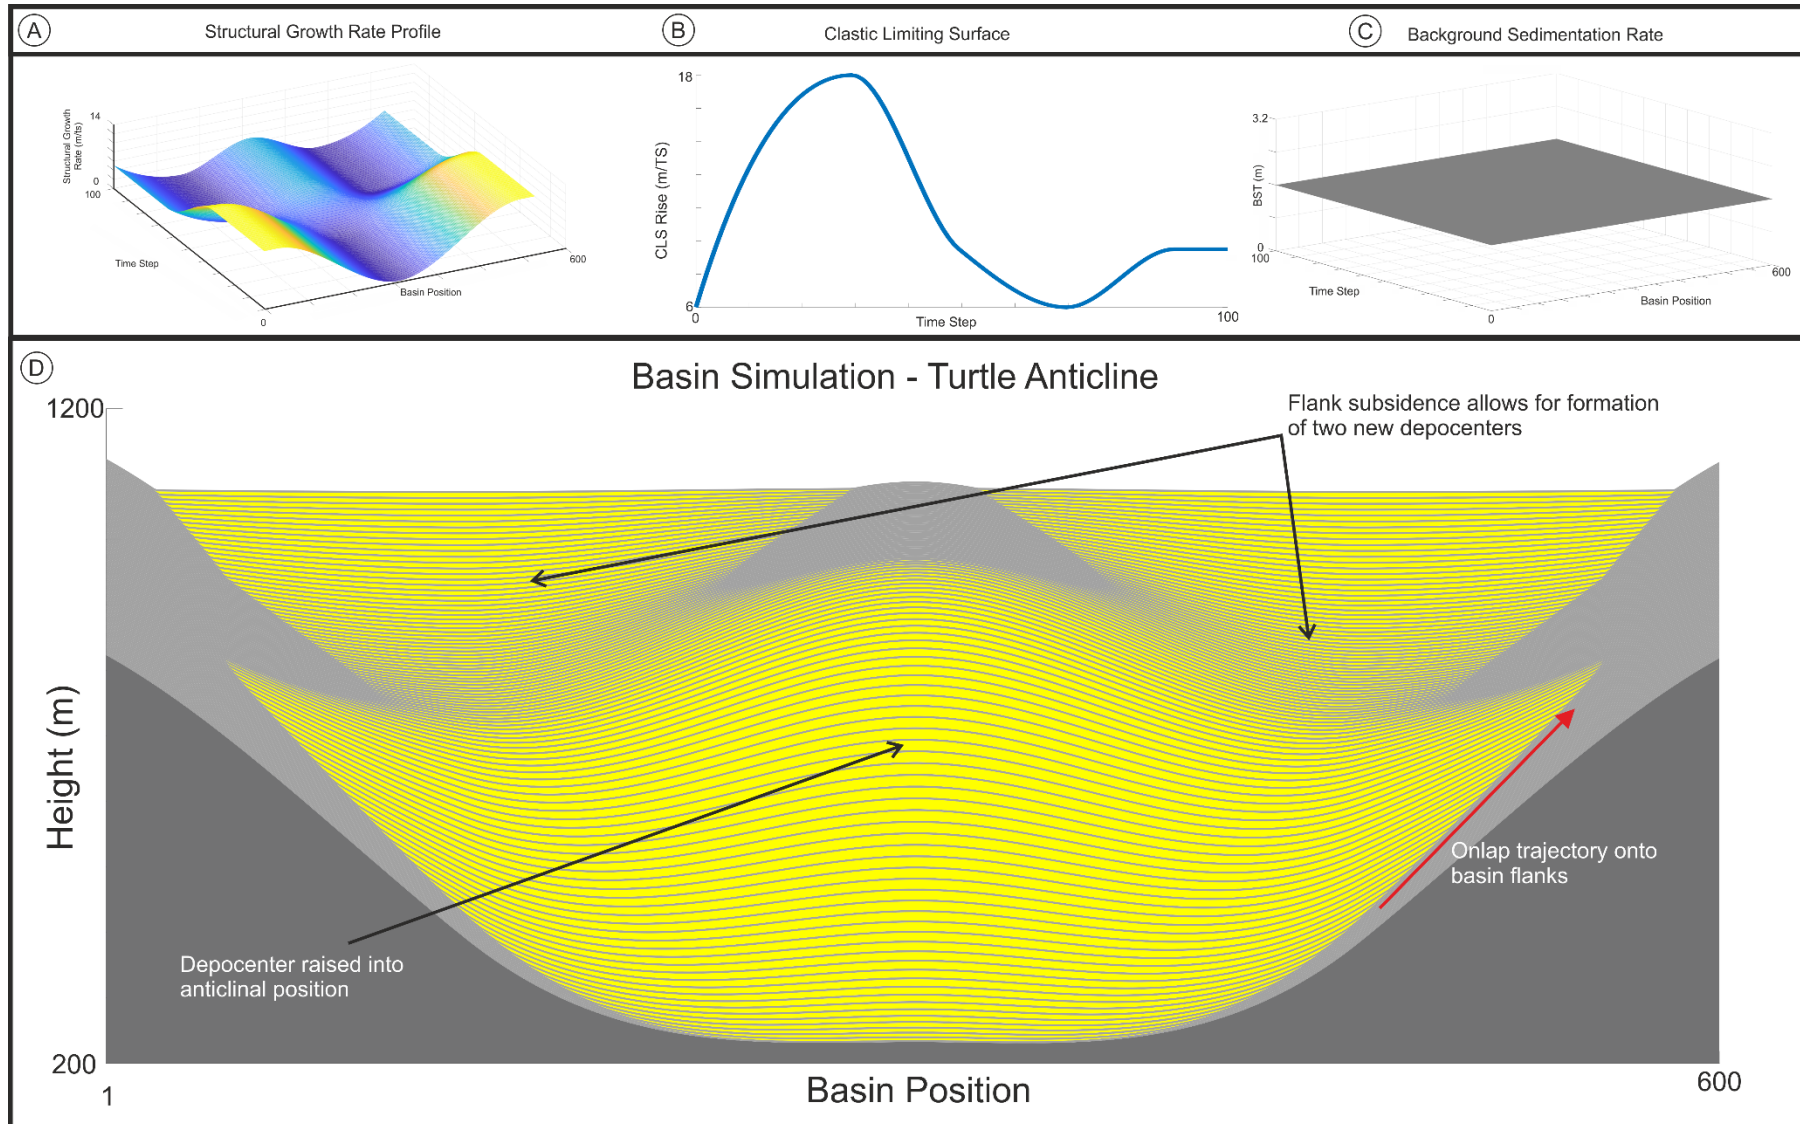 A
Structural Growth Rate Profile
B
Clastic Limiting Surface
C
Background Sedimentation Rate
Structural Growth
Rate (m/ts)
14
0
100
Time Step
0
Basin Position
600
CLS Rise (m/TS)
18
6
0
Time Step
100
BST (m)
3.2
0
100
Time Step
0
Basin Position
600
D
Basin Simulation - Turtle Anticline
1200
Flank subsidence allows for formation
of two new depocenters
Height (m)
Onlap trajectory onto
basin flanks
Depocenter raised into
anticlinal position
200
1
Basin Position
600